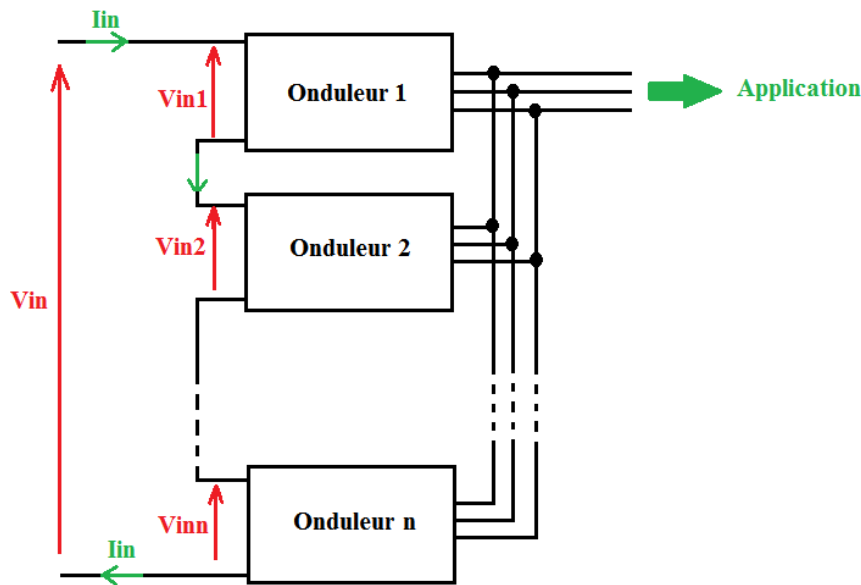 Iin
Vin1
Onduleur 1
Application
Vin2
Onduleur 2
Vin
Vinn
Onduleur n
Iin